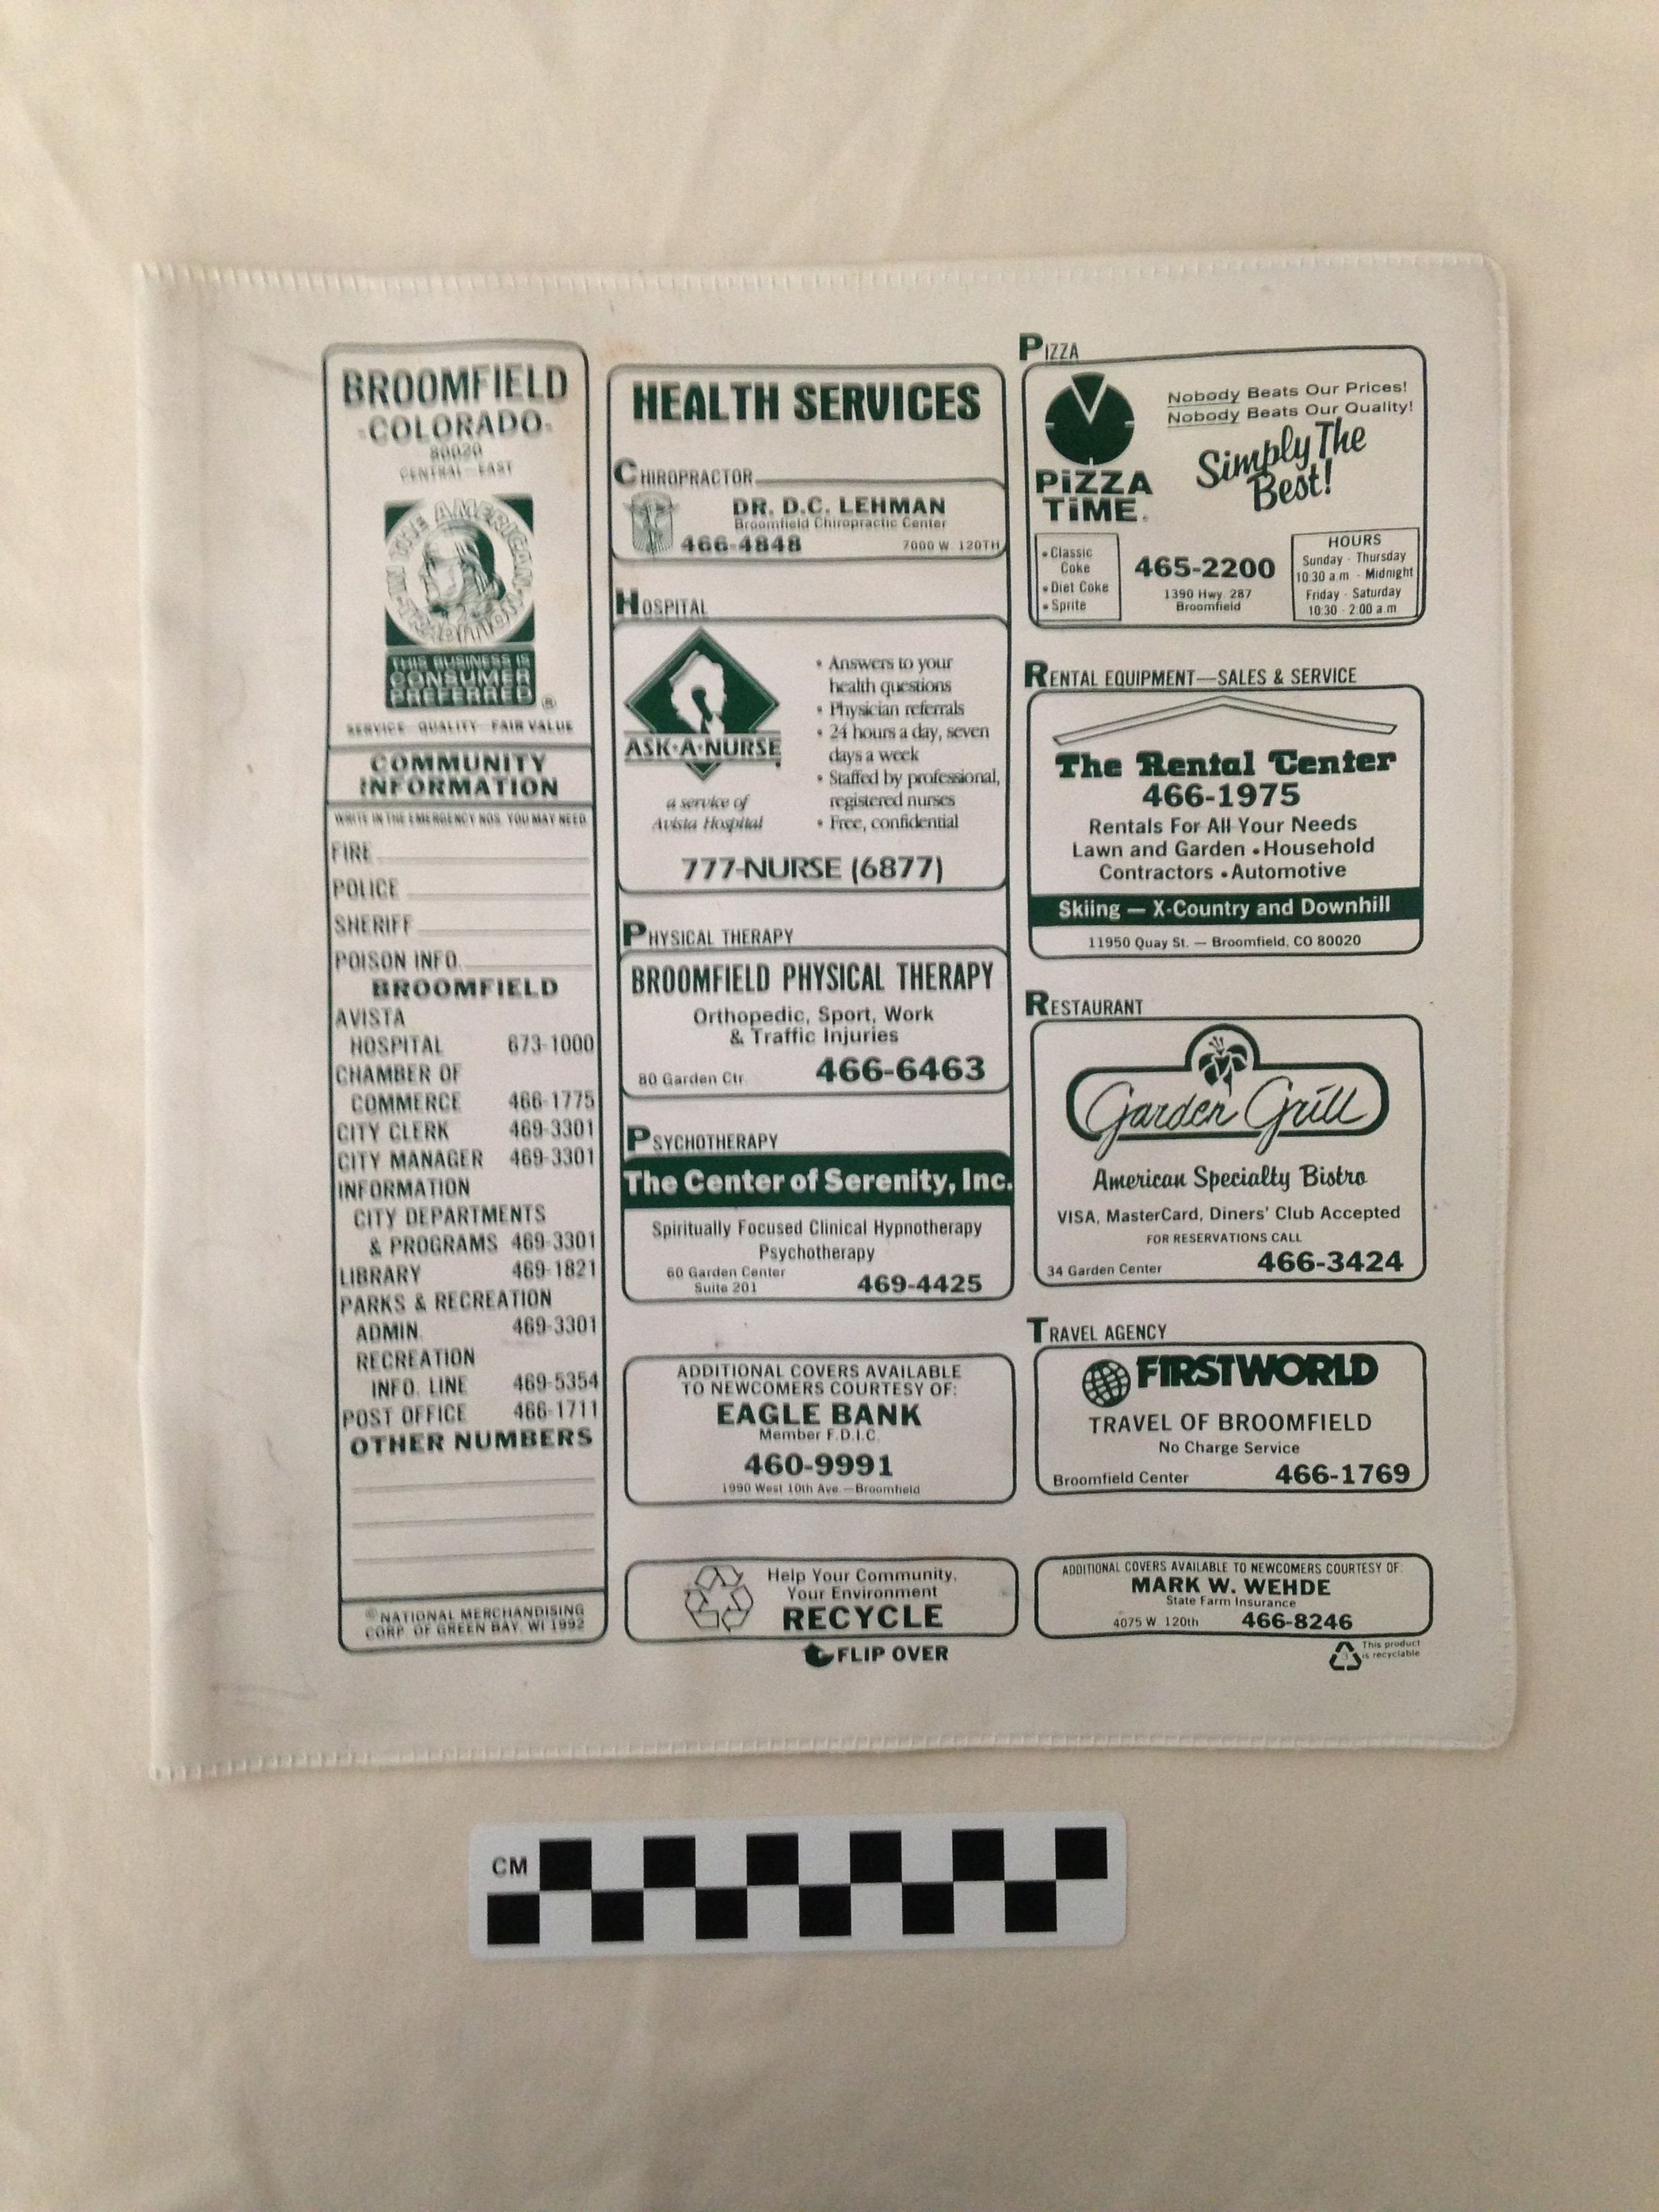 BROOMFIELD
-COLORADO-
80020
CENTRAL—EAST
IN THE AMERICAN TRADITION
THIS BUSINESS IS
CONSUMER
PREFERRED ®
SERVICE - QUALITY - FAIR VALUE
COMMUNITY
INFORMATION
WRITE IN THE EMERGENCY NOS. YOU MAY NEED
FIRE
POLICE
SHERIFF
POISON INFO.
BROOMFIELD
AVISTA
HOSPITAL 673-1000
CHAMBER OF
COMMERCE 466-1775
CITY CLERK 469-3301
CITY MANAGER 469-3301
INFORMATION
CITY DEPARTMENTS
& PROGRAMS 469-3301
LIBRARY 469-1821
PARKS & RECREATION
ADMIN. 469-3301
RECREATION
INFO. LINE 469-5354
POST OFFICE 466-1711
OTHER NUMBERS
©NATIONAL MERCHANDISING
CORP. OF GREEN BAY, WI 1992
HEALTH SERVICES
CHIROPRACTOR
DR. D.C. LEHMAN
Broomfield Chiropractic Center
466-4848 7000 W. 120TH
HOSPITAL
ASK·A·NURSE
a service of
Avista Hospital
• Answers to your
health questions
• Physician referrals
• 24 hours a day, seven
days a week
• Staffed by professional,
registered nurses
• Free, confidential
777-NURSE (6877)
PHYSICAL THERAPY
BROOMFIELD PHYSICAL THERAPY
Orthopedic, Sport, Work
& Traffic Injuries
80 Garden Ctr. 466-6463
PSYCHOTHERAPY
The Center of Serenity, Inc.
Spiritually Focused Clinical Hypnotherapy
Psychotherapy
60 Garden Center
Suite 201 469-4425
ADDITIONAL COVERS AVAILABLE
TO NEWCOMERS COURTESY OF:
EAGLE BANK
Member F.D.I.C.
460-9991
1990 West 10th Ave.—Broomfield
Help Your Community,
Your Environment
RECYCLE
FLIP OVER
PIZZA
PiZZA
TiME.
Nobody Beats Our Prices!
Nobody Beats Our Quality!
Simply The
Best!
• Classic
Coke
• Diet Coke
• Sprite
465-2200
1390 Hwy. 287
Broomfield
HOURS
Sunday - Thursday
10:30 a.m - Midnight
Friday - Saturday
10:30 - 2:00 a.m
RENTAL EQUIPMENT—SALES & SERVICE
The Rental Center
466-1975
Rentals For All Your Needs
Lawn and Garden • Household
Contractors • Automotive
Skiing — X-Country and Downhill
11950 Quay St. — Broomfield, CO 80020
RESTAURANT
Garden Grill
American Specialty Bistro
VISA, MasterCard, Diners' Club Accepted
FOR RESERVATIONS CALL
34 Garden Center 466-3424
TRAVEL AGENCY
FIRSTWORLD
TRAVEL OF BROOMFIELD
No Charge Service
Broomfield Center 466-1769
ADDITIONAL COVERS AVAILABLE TO NEWCOMERS COURTESY OF:
MARK W. WEHDE
State Farm Insurance
4075 W. 120th 466-8246
3
This product
is recyclable
CM